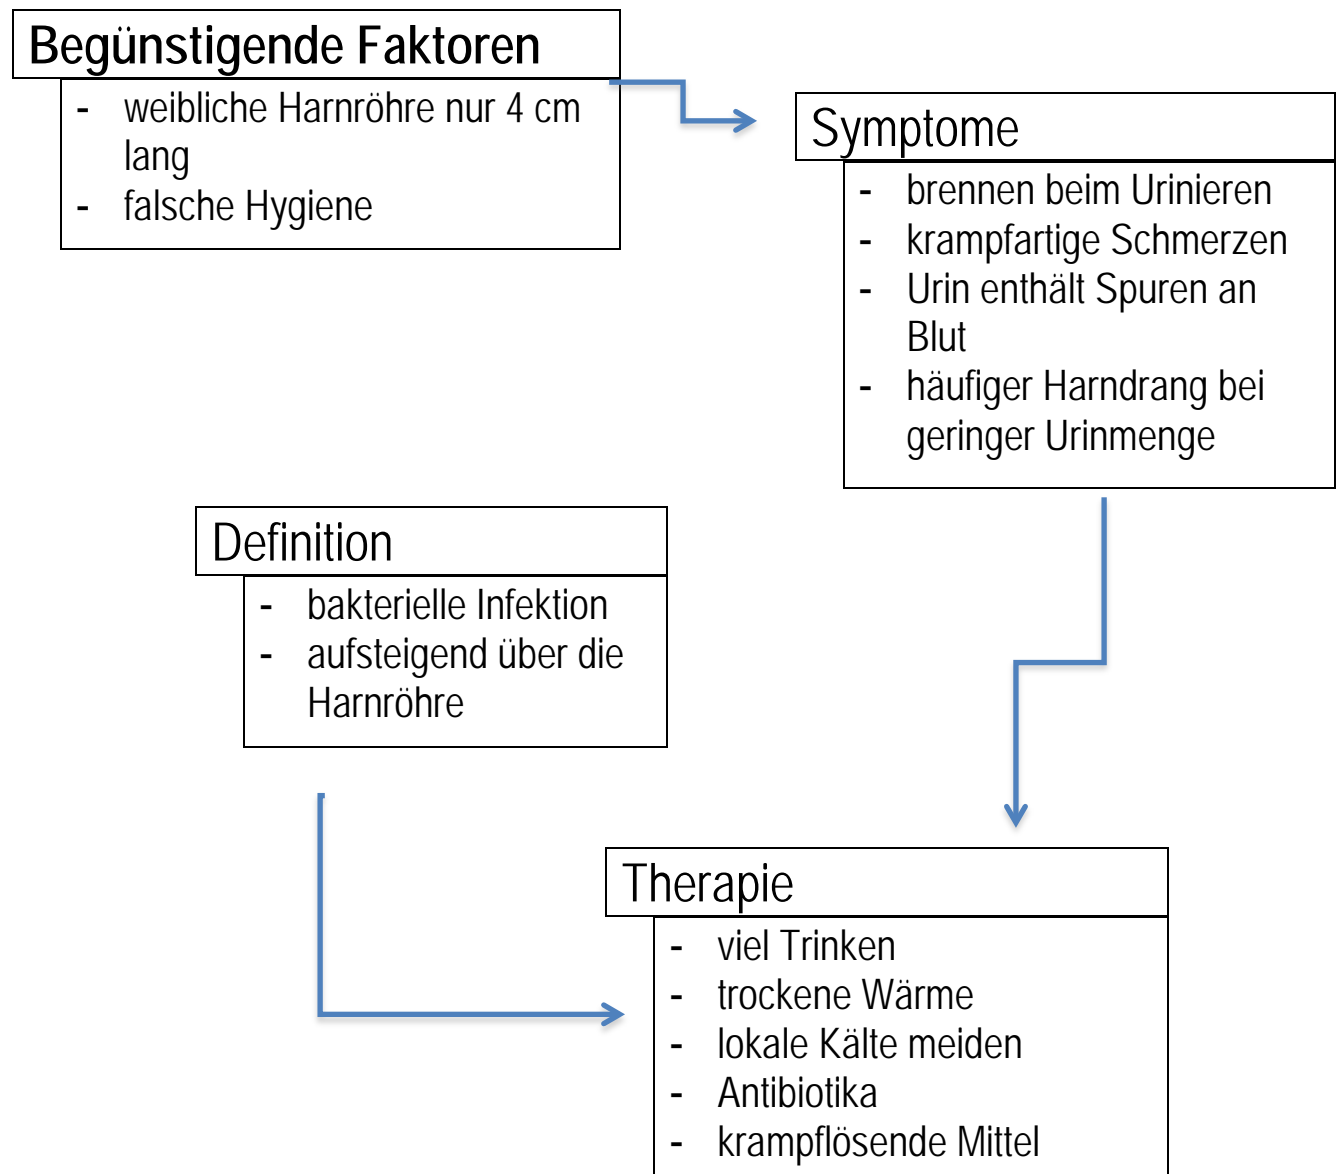 Begünstigende Faktoren
- weibliche Harnröhre nur 4 cm
lang
- falsche Hygiene
Symptome
- brennen beim Urinieren
- krampfartige Schmerzen
- Urin enthält Spuren an
Blut
- häufiger Harndrang bei
geringer Urinmenge
Definition
- bakterielle Infektion
- aufsteigend über die
Harnröhre
Therapie
- viel Trinken
- trockene Wärme
- lokale Kälte meiden
- Antibiotika
- krampflösende Mittel